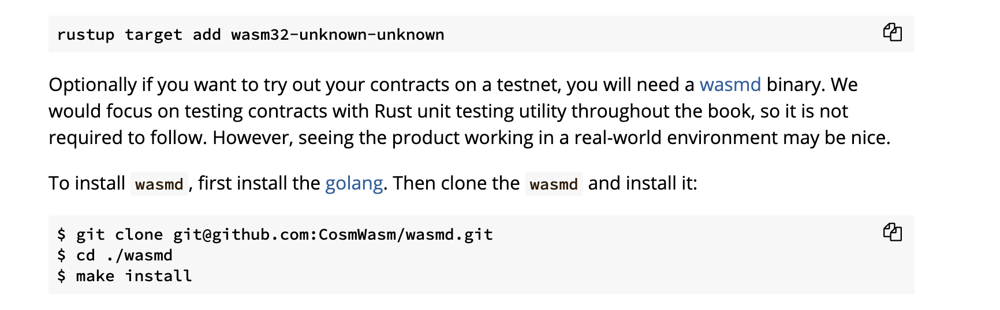 rustup target add wasm32-unknown-unknown
Optionally if you want to try out your contracts on a testnet, you will need a wasmd binary. We
would focus on testing contracts with Rust unit testing utility throughout the book, so it is not
required to follow. However, seeing the product working in a real-world environment may be nice.
To install wasmd, first install the golang. Then clone the wasmd and install it:
$ git clone git@github.com:CosmWasm/wasmd.git
$ cd ./wasmd
$ make install